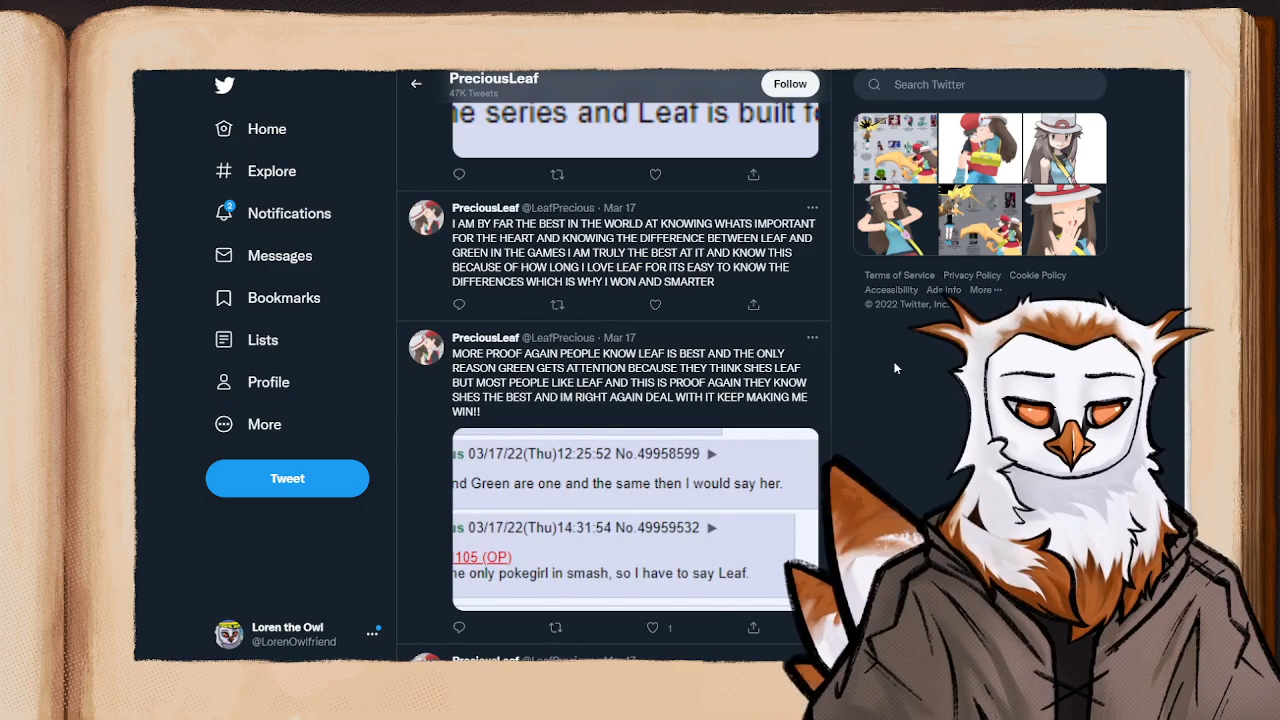 PreciousLeaf
47K Tweets
Follow
Search Twitter
Home
Explore
2
Notifications
Messages
Bookmarks
Lists
Profile
More
Tweet
Loren the Owl
@LorenOwlfriend
he series and Leaf is built fo
PreciousLeaf @LeafPrecious · Mar 17
I AM BY FAR THE BEST IN THE WORLD AT KNOWING WHATS IMPORTANT
FOR THE HEART AND KNOWING THE DIFFERENCE BETWEEN LEAF AND
GREEN IN THE GAMES I AM TRULY THE BEST AT IT AND KNOW THIS
BECAUSE OF HOW LONG I LOVE LEAF FOR ITS EASY TO KNOW THE
DIFFERENCES WHICH IS WHY I WON AND SMARTER
PreciousLeaf @LeafPrecious · Mar 17
MORE PROOF AGAIN PEOPLE KNOW LEAF IS BEST AND THE ONLY
REASON GREEN GETS ATTENTION BECAUSE THEY THINK SHES LEAF
BUT MOST PEOPLE LIKE LEAF AND THIS IS PROOF AGAIN THEY KNOW
SHES THE BEST AND IM RIGHT AGAIN DEAL WITH IT KEEP MAKING ME
WIN!!
us 03/17/22(Thu)12:25:52 No.49958599
nd Green are one and the same then I would say her.
us 03/17/22(Thu)14:31:54 No.49959532
105 (OP)
he only pokegirl in smash, so I have to say Leaf.
1
PreciousLeaf @LeafPrecious · Mar 17
Terms of Service Privacy Policy Cookie Policy
Accessibility Ads Info More ···
© 2022 Twitter, Inc.